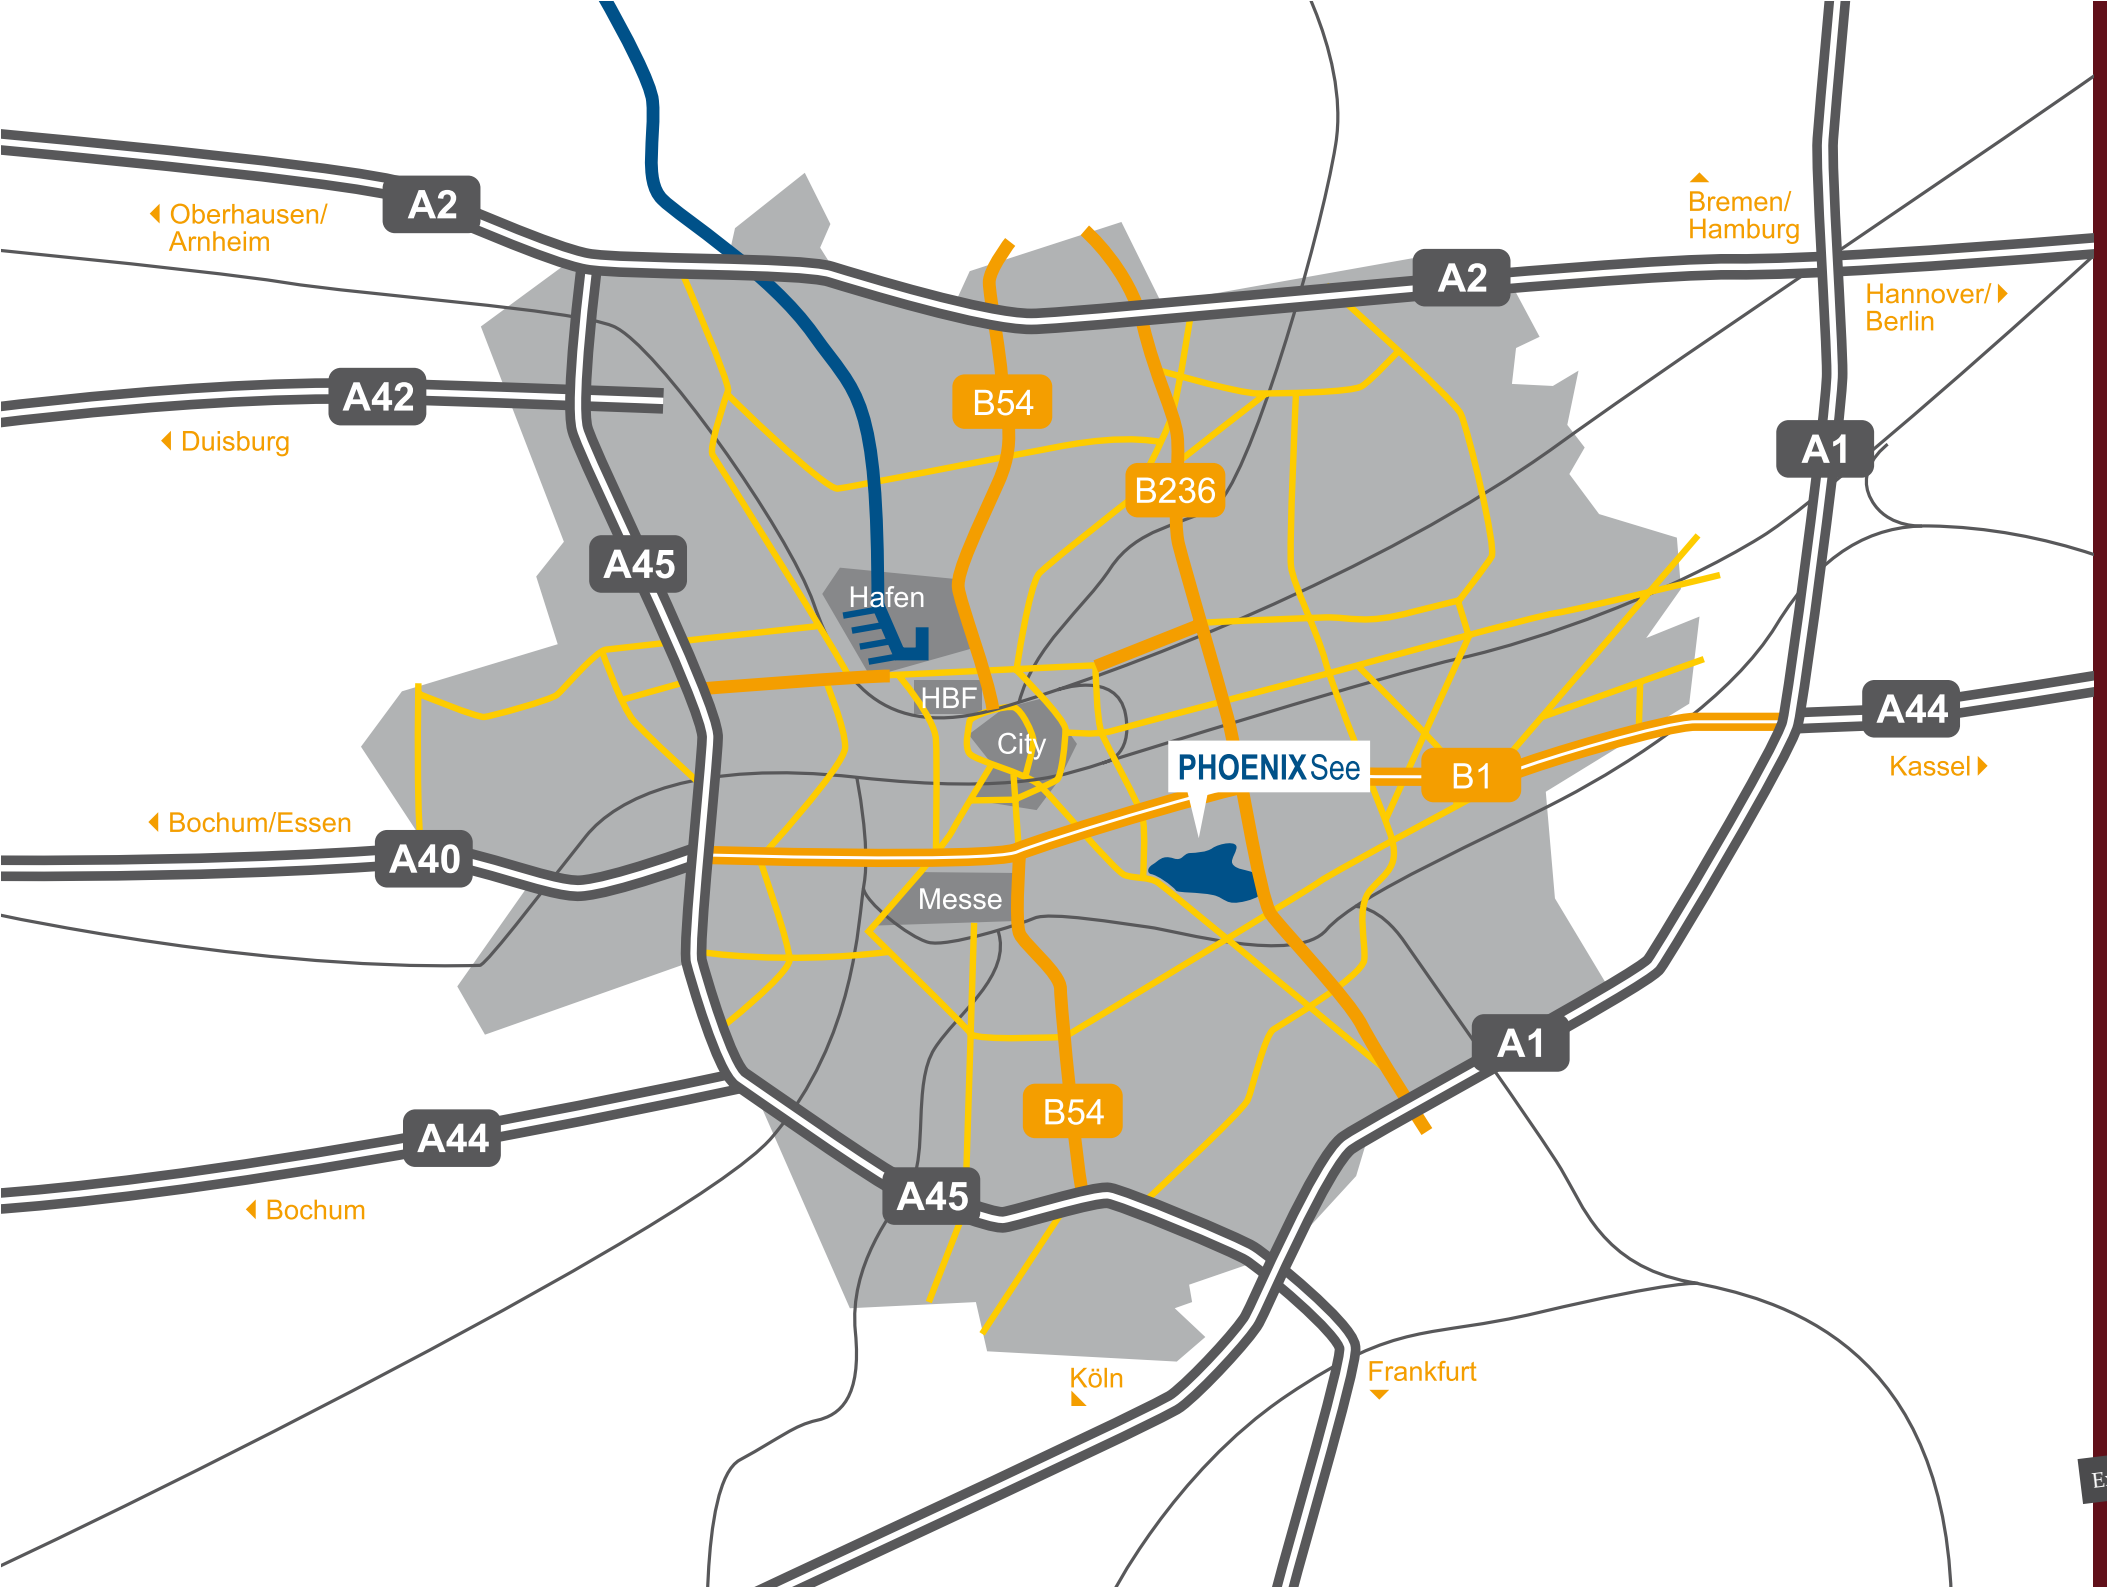 A2
Oberhausen/
Arnheim
Bremen/
Hamburg
A2
Hannover/
Berlin
A42
Duisburg
B54
A1
B236
A45
Hafen
HBF
A44
City
PHOENIX See
B1
Kassel
Bochum/Essen
A40
Messe
A1
B54
A44
A45
Bochum
Köln
Frankfurt